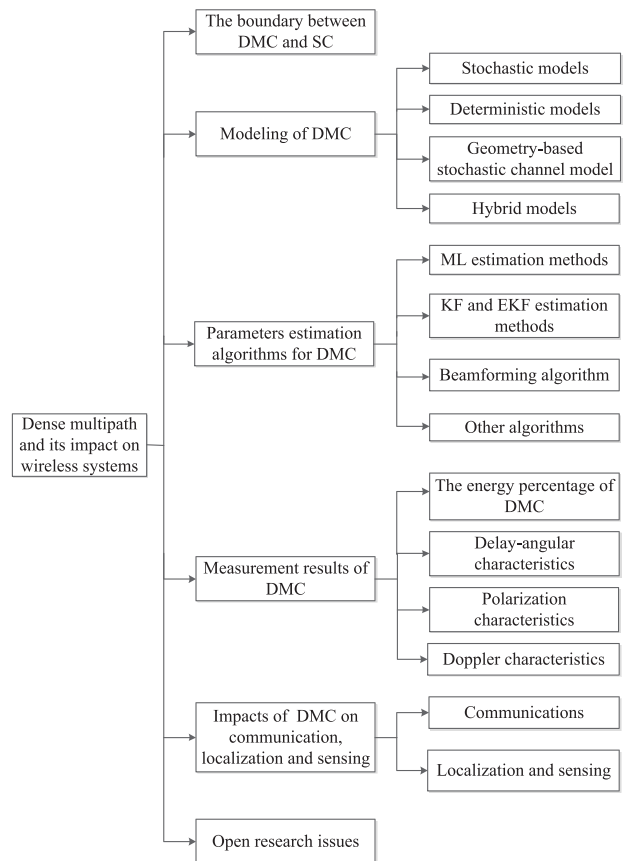 The boundary between
DMC and SC
Modeling of DMC
Stochastic models
Deterministic models
Geometry-based
stochastic channel model
Hybrid models
Parameters estimation
algorithms for DMC
ML estimation methods
KF and EKF estimation
methods
Beamforming algorithm
Other algorithms
Dense multipath
and its impact on
wireless systems
Measurement results of
DMC
The energy percentage of
DMC
Delay-angular
characteristics
Polarization
characteristics
Doppler characteristics
Impacts of DMC on
communication,
localization and sensing
Communications
Localization and sensing
Open research issues